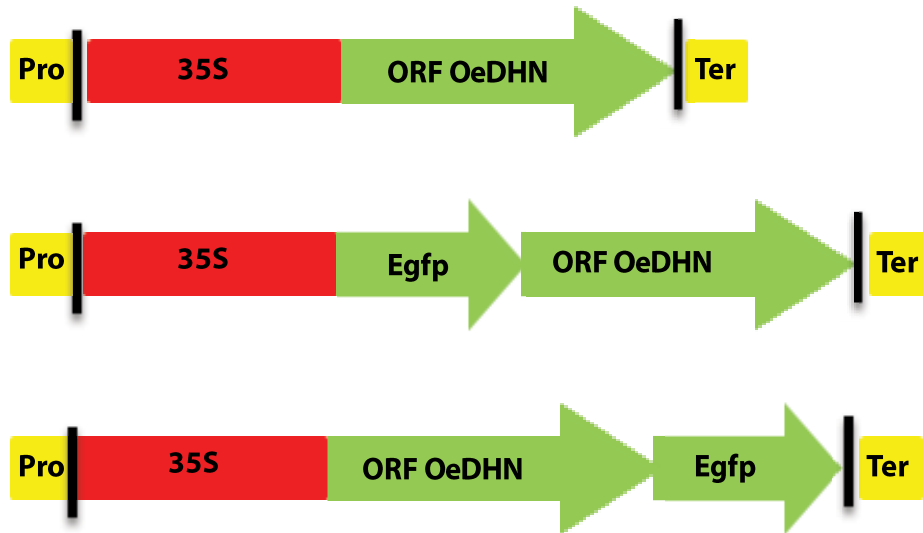 Pro 35S ORF OeDHN Ter
Pro 35S Egfp ORF OeDHN Ter
Pro 35S ORF OeDHN Egfp Ter